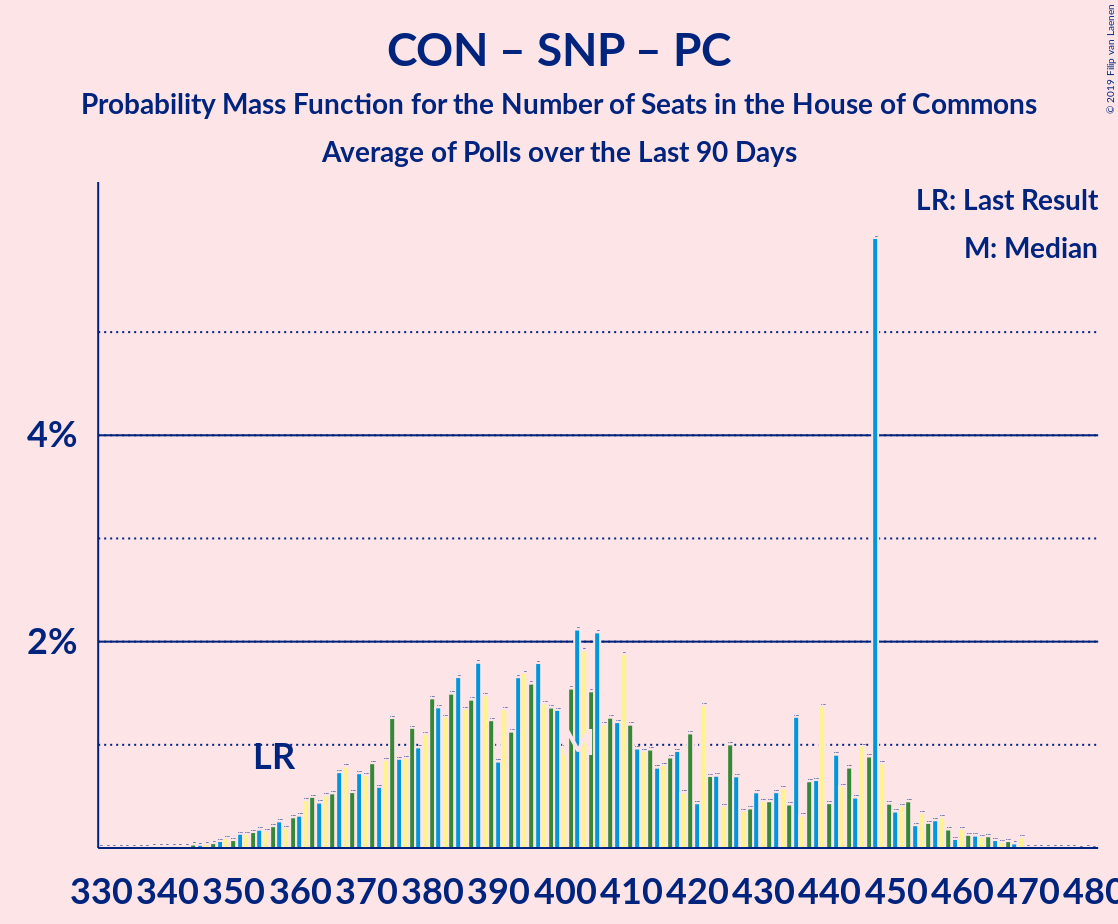 CON – SNP – PC
Probability Mass Function for the Number of Seats in the House of Commons
Average of Polls over the Last 90 Days
© 2019 Filip van Laenen
LR: Last Result
M: Median
4%
2%
LR
M
330 340 350 360 370 380 390 400 410 420 430 440 450 460 470 480